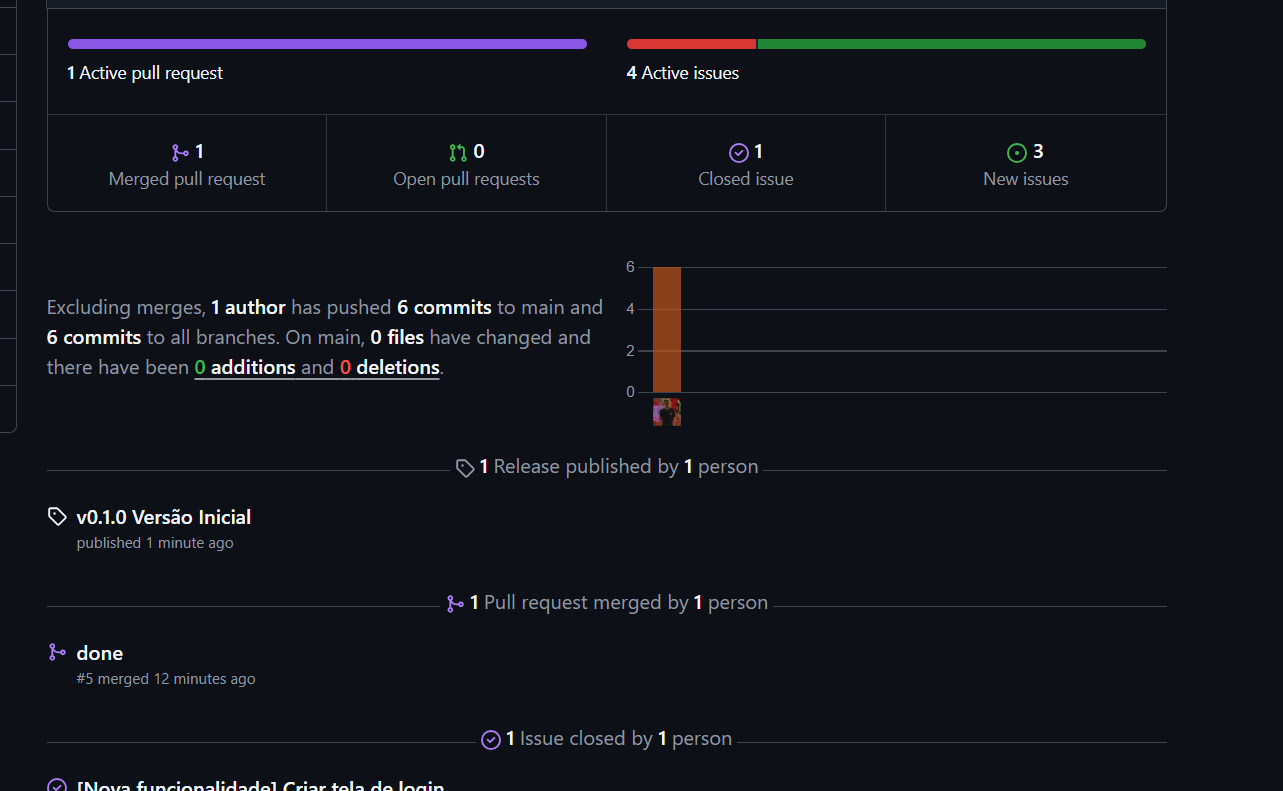 1 Active pull request
4 Active issues
1
Merged pull request
0
Open pull requests
1
Closed issue
3
New issues
Excluding merges, 1 author has pushed 6 commits to main and
6 commits to all branches. On main, 0 files have changed and
there have been 0 additions and 0 deletions.
6
4
2
0
1 Release published by 1 person
v0.1.0 Versão Inicial
published 1 minute ago
1 Pull request merged by 1 person
done
#5 merged 12 minutes ago
1 Issue closed by 1 person
[Nova funcionalidade] Criar tela de login